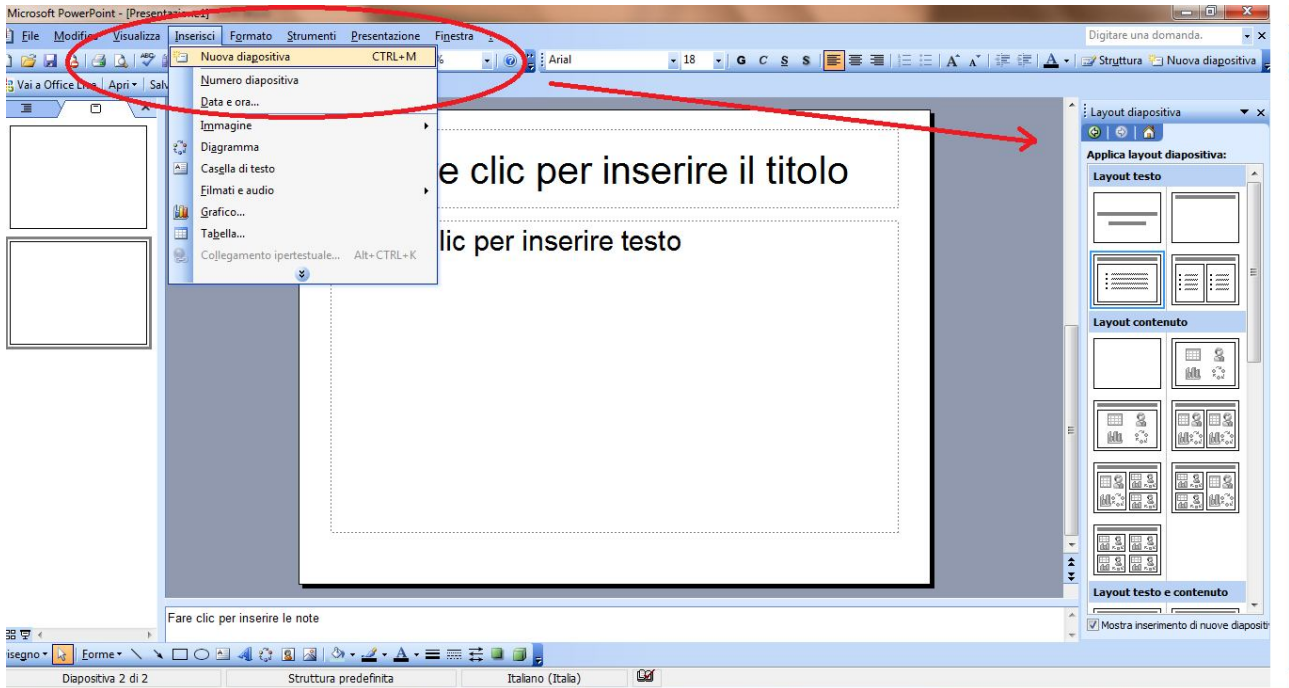 Microsoft PowerPoint - [Presentazione1]
File Modifica Visualizza Inserisci Formato Strumenti Presentazione Finestra ?
Digitare una domanda.
Nuova diapositiva CTRL+M
Arial 18 G C S S
Struttura Nuova diapositiva
Vai a Office Live Apri Salv
Numero diapositiva
Data e ora...
Immagine
Diagramma
Casella di testo
Filmati e audio
Grafico...
Tabella...
Collegamento ipertestuale... Alt+CTRL+K
e clic per inserire il titolo
lic per inserire testo
Layout diapositiva
Applica layout diapositiva:
Layout testo
Layout contenuto
Layout testo e contenuto
Mostra inserimento di nuove diapositi
Fare clic per inserire le note
isegno Forme
Diapositiva 2 di 2 Struttura predefinita Italiano (Italia)